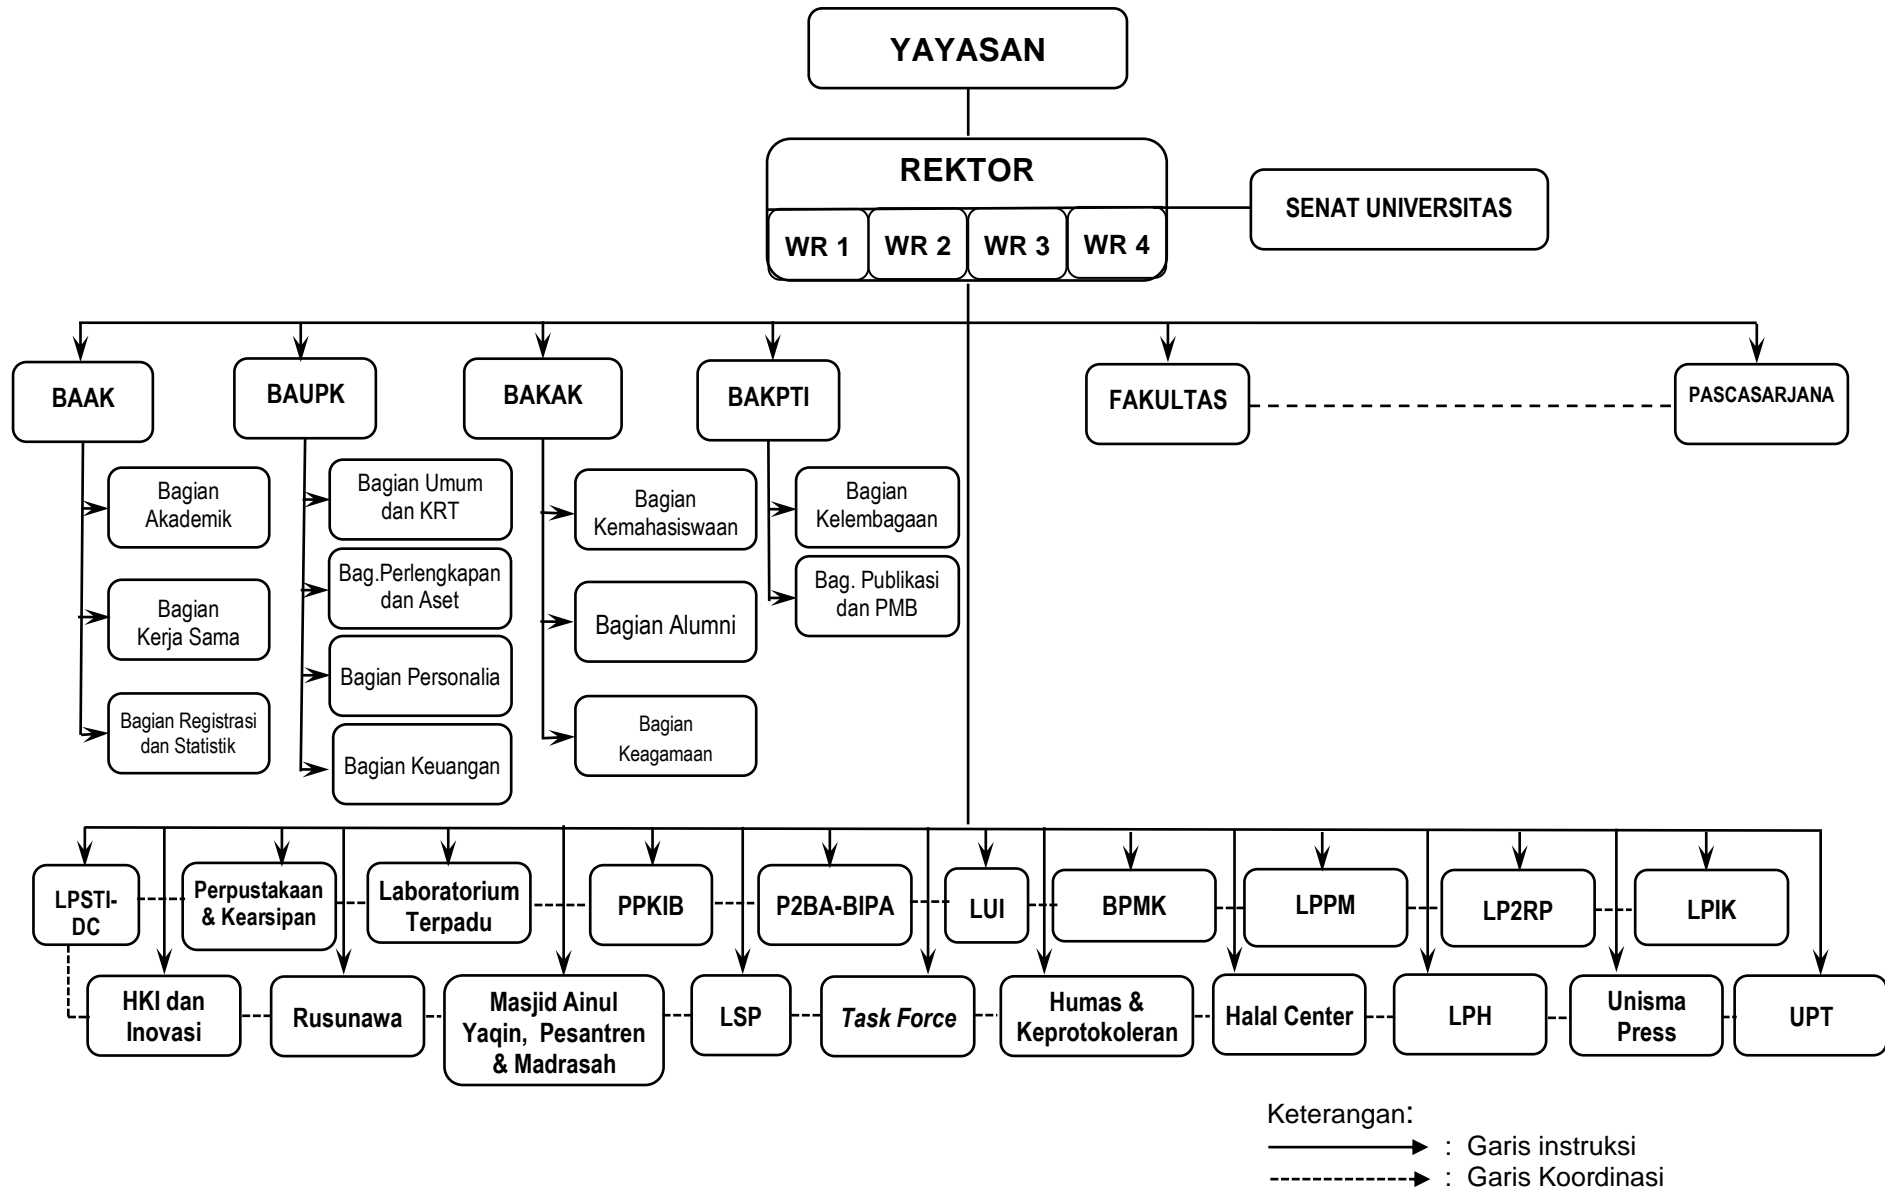 YAYASAN
REKTOR
WR 1
WR 2
WR 3
WR 4
SENAT UNIVERSITAS
BAAK
BAUPK
BAKAK
BAKPTI
FAKULTAS
PASCASARJANA
Bagian
Akademik
Bagian
Kerja Sama
Bagian Registrasi
dan Statistik
Bagian Umum
dan KRT
Bag.Perlengkapan
dan Aset
Bagian Personalia
Bagian Keuangan
Bagian
Kemahasiswaan
Bagian Alumni
Bagian
Keagamaan
Bagian
Kelembagaan
Bag. Publikasi
dan PMB
LPSTI-
DC
Perpustakaan
& Kearsipan
Laboratorium
Terpadu
PPKIB
P2BA-BIPA
LUI
BPMK
LPPM
LP2RP
LPIK
HKI dan
Inovasi
Rusunawa
Masjid Ainul
Yaqin, Pesantren
& Madrasah
LSP
Task Force
Humas &
Keprotokoleran
Halal Center
LPH
Unisma
Press
UPT
Keterangan:
: Garis instruksi
: Garis Koordinasi